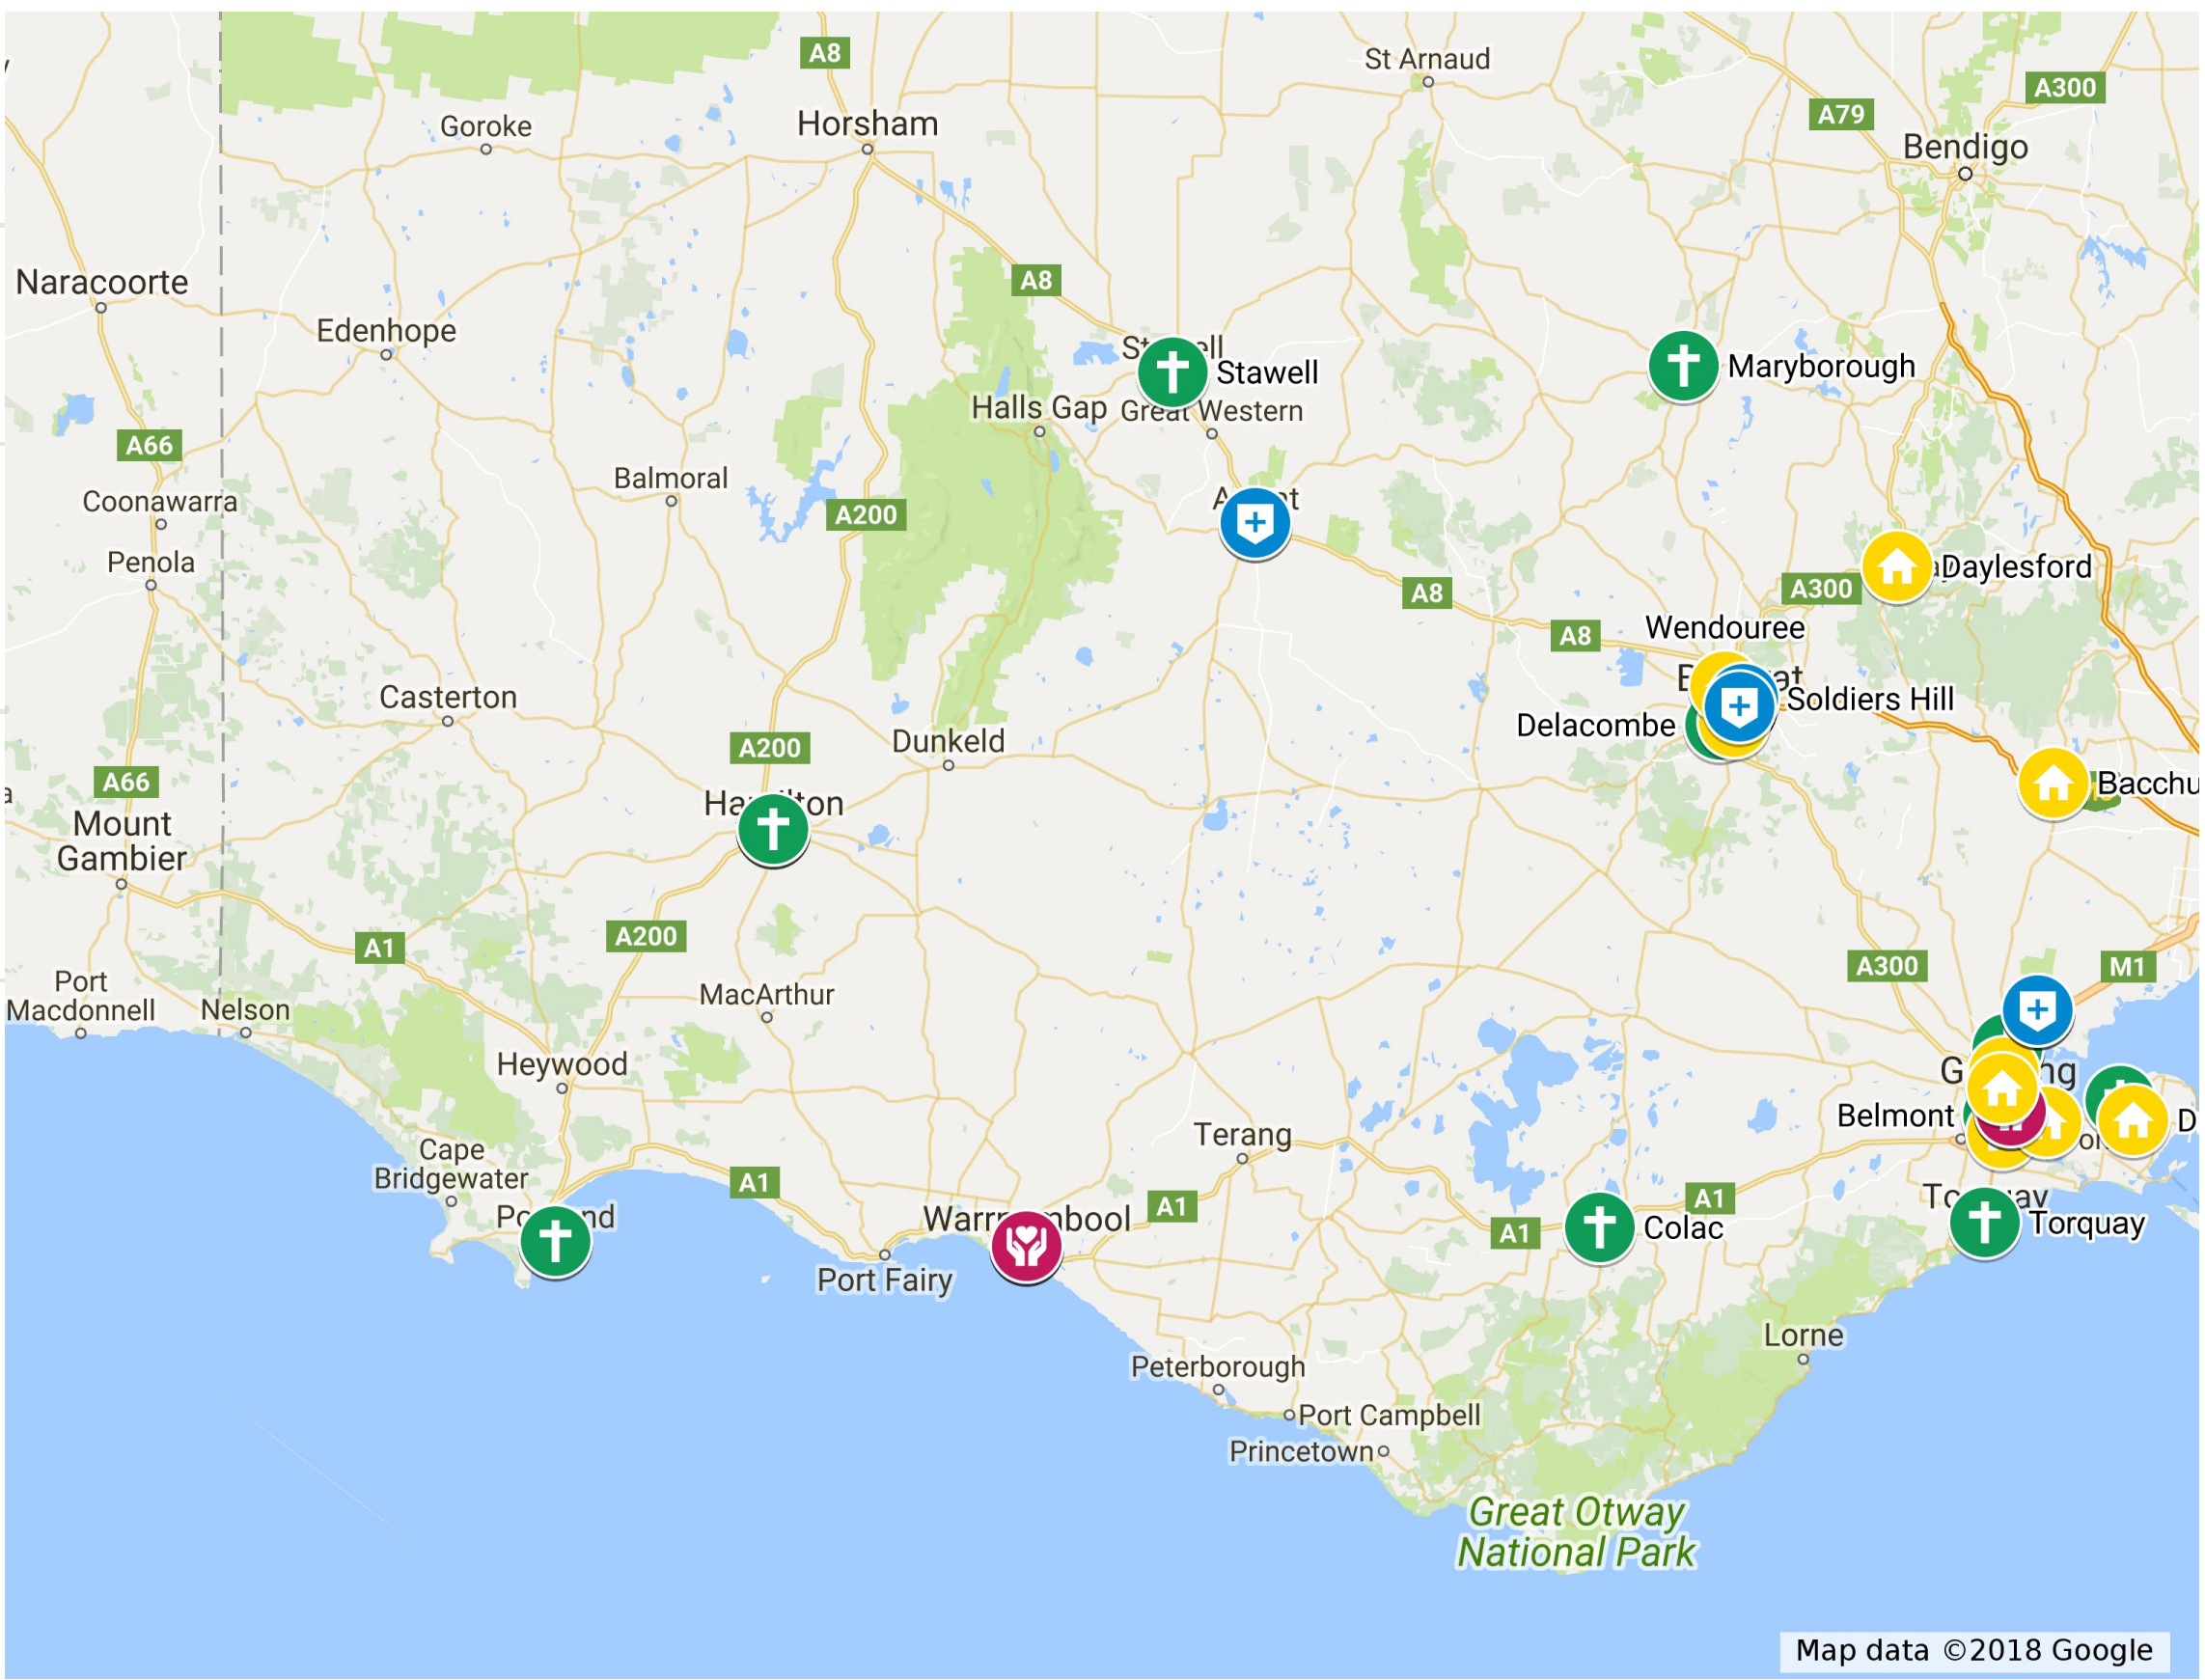 A8
St Arnaud
A300
A79
Goroke
Horsham
Bendigo
Naracoorte
A8
Edenhope
Stawell
Maryborough
Halls Gap
Great Western
A66
Balmoral
Coonawarra
A200
Penola
Daylesford
A300
A8
Wendouree
A8
Casterton
Soldiers Hill
Delacombe
A200
Dunkeld
A66
Bacchu
Mount
Gambier
A1
A200
A300
M1
Port
Macdonnell
Nelson
MacArthur
Heywood
Belmont
D
Cape
Bridgewater
Terang
A1
A1
A1
A1
Colac
Torquay
Port Fairy
Lorne
Peterborough
Port Campbell
Princetown
Great Otway
National Park
Map data ©2018 Google